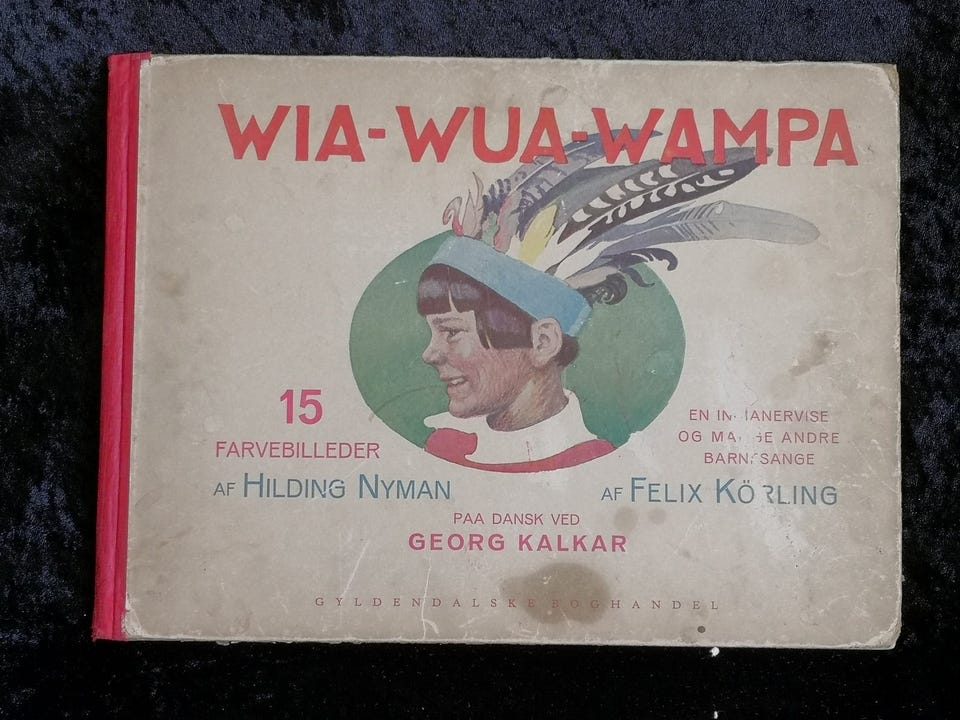 WIA-WUA-WAMPA
15
FARVEBILLEDER
AF HILDING NYMAN
EN INDIANERVISE
OG MANGE ANDRE
BARNESANGE
AF FELIX KÖRLING
PAA DANSK VED
GEORG KALKAR
GYLDENDALSKE BOGHANDEL